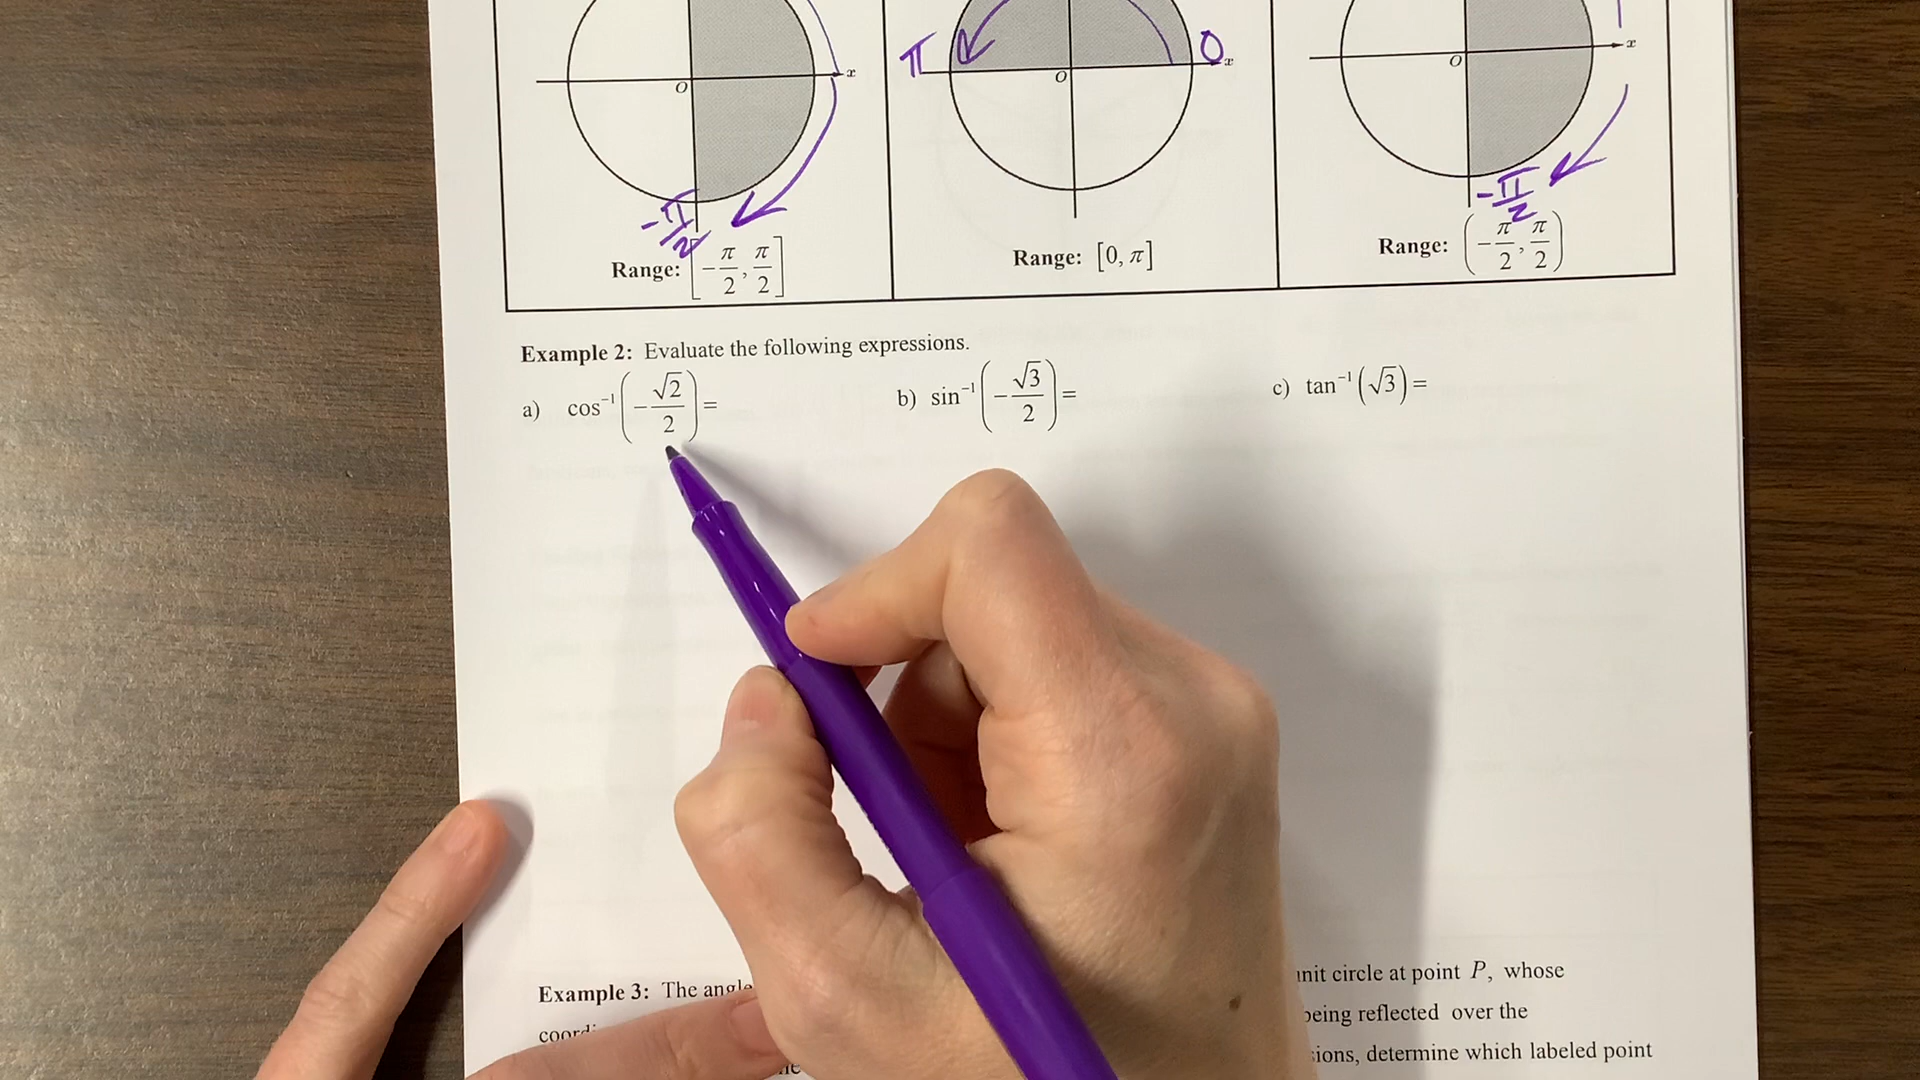 x
O
-π/2
Range: [-π/2, π/2]
π 0 x
O
Range: [0, π]
x
O
-π/2
Range: (-π/2, π/2)
Example 2: Evaluate the following expressions.
a) cos⁻¹(-√2/2) =
b) sin⁻¹(-√3/2) =
c) tan⁻¹(√3) =
Example 3: The angle unit circle at point P, whose
being reflected over the
determine which labeled point